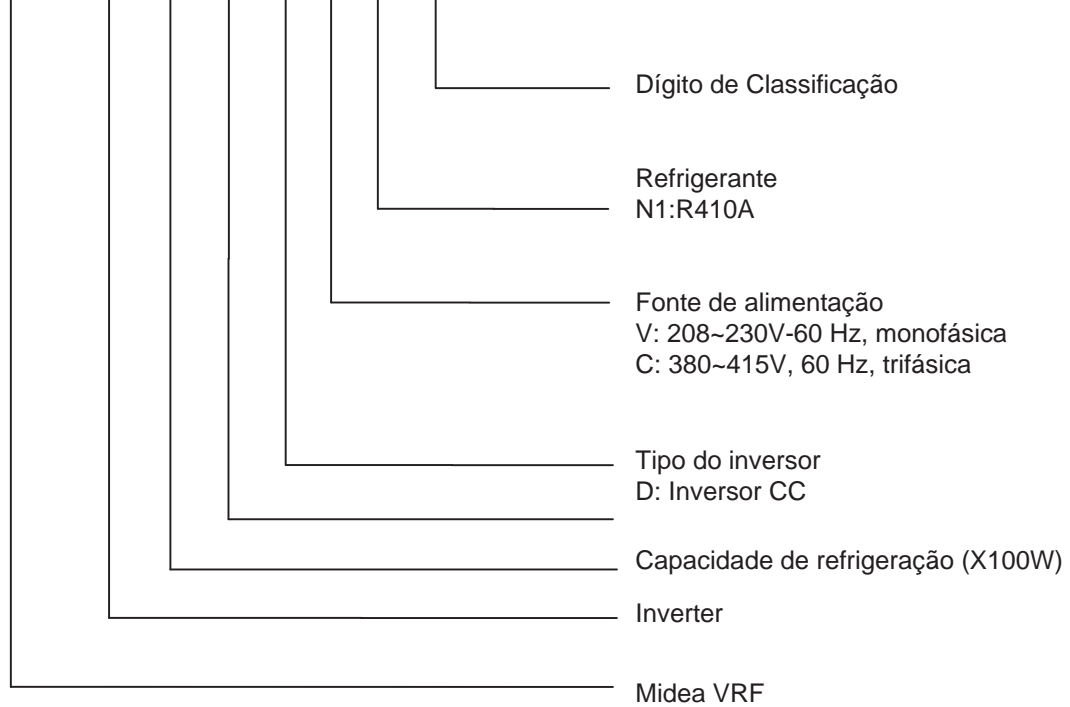 Dígito de Classificação
Refrigerante
N1:R410A
Fonte de alimentação
V: 208~230V-60 Hz, monofásica
C: 380~415V, 60 Hz, trifásica
Tipo do inversor
D: Inversor CC
Capacidade de refrigeração (X100W)
Inverter
Midea VRF